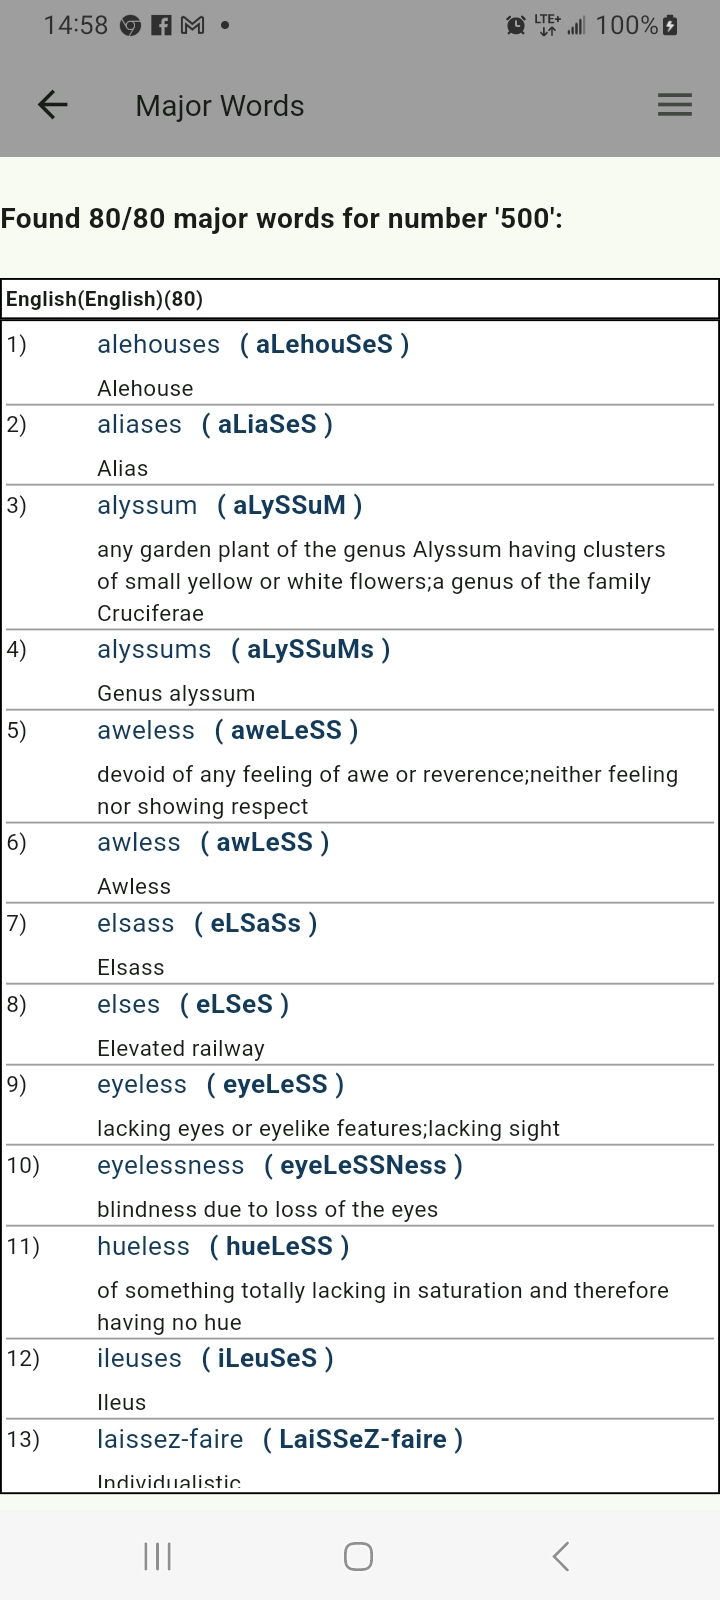 14:58 LTE+ 100%
Major Words
Found 80/80 major words for number '500':
English(English)(80)
1) alehouses ( aLehouSeS )
Alehouse
2) aliases ( aLiaSeS )
Alias
3) alyssum ( aLySSuM )
any garden plant of the genus Alyssum having clusters
of small yellow or white flowers;a genus of the family
Cruciferae
4) alyssums ( aLySSuMs )
Genus alyssum
5) aweless ( aweLeSS )
devoid of any feeling of awe or reverence;neither feeling
nor showing respect
6) awless ( awLeSS )
Awless
7) elsass ( eLSaSs )
Elsass
8) elses ( eLSeS )
Elevated railway
9) eyeless ( eyeLeSS )
lacking eyes or eyelike features;lacking sight
10) eyelessness ( eyeLeSSNess )
blindness due to loss of the eyes
11) hueless ( hueLeSS )
of something totally lacking in saturation and therefore
having no hue
12) ileuses ( iLeuSeS )
Ileus
13) laissez-faire ( LaiSSeZ-faire )
Individualistic